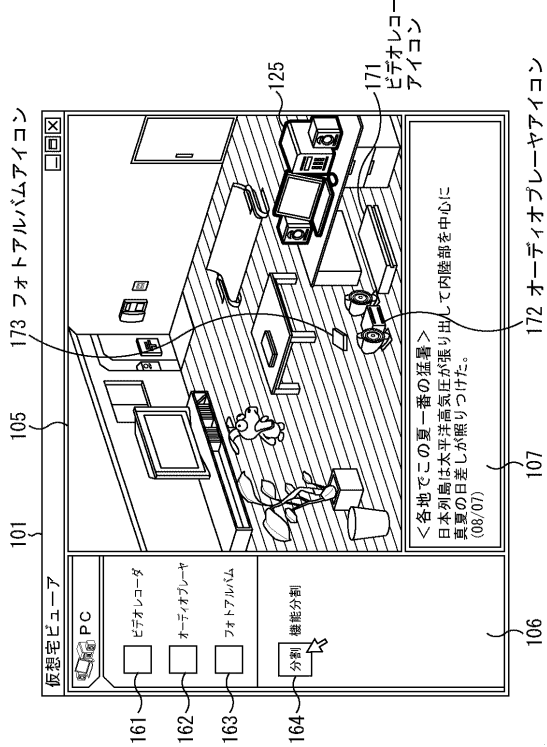 101
105
173 フォトアルバムアイコン
仮想宅ビューア
PC
161
ビデオレコーダ
162
オーディオプレーヤ
163
フォトアルバム
164
分割
機能分割
125
171
ビデオレコー
アイコン
<各地でこの夏一番の猛暑>
日本列島は太平洋高気圧が張り出して内陸部を中心に
真夏の日差しが照りつけた。
(08/07)
106
107
172 オーディオプレーヤアイコン